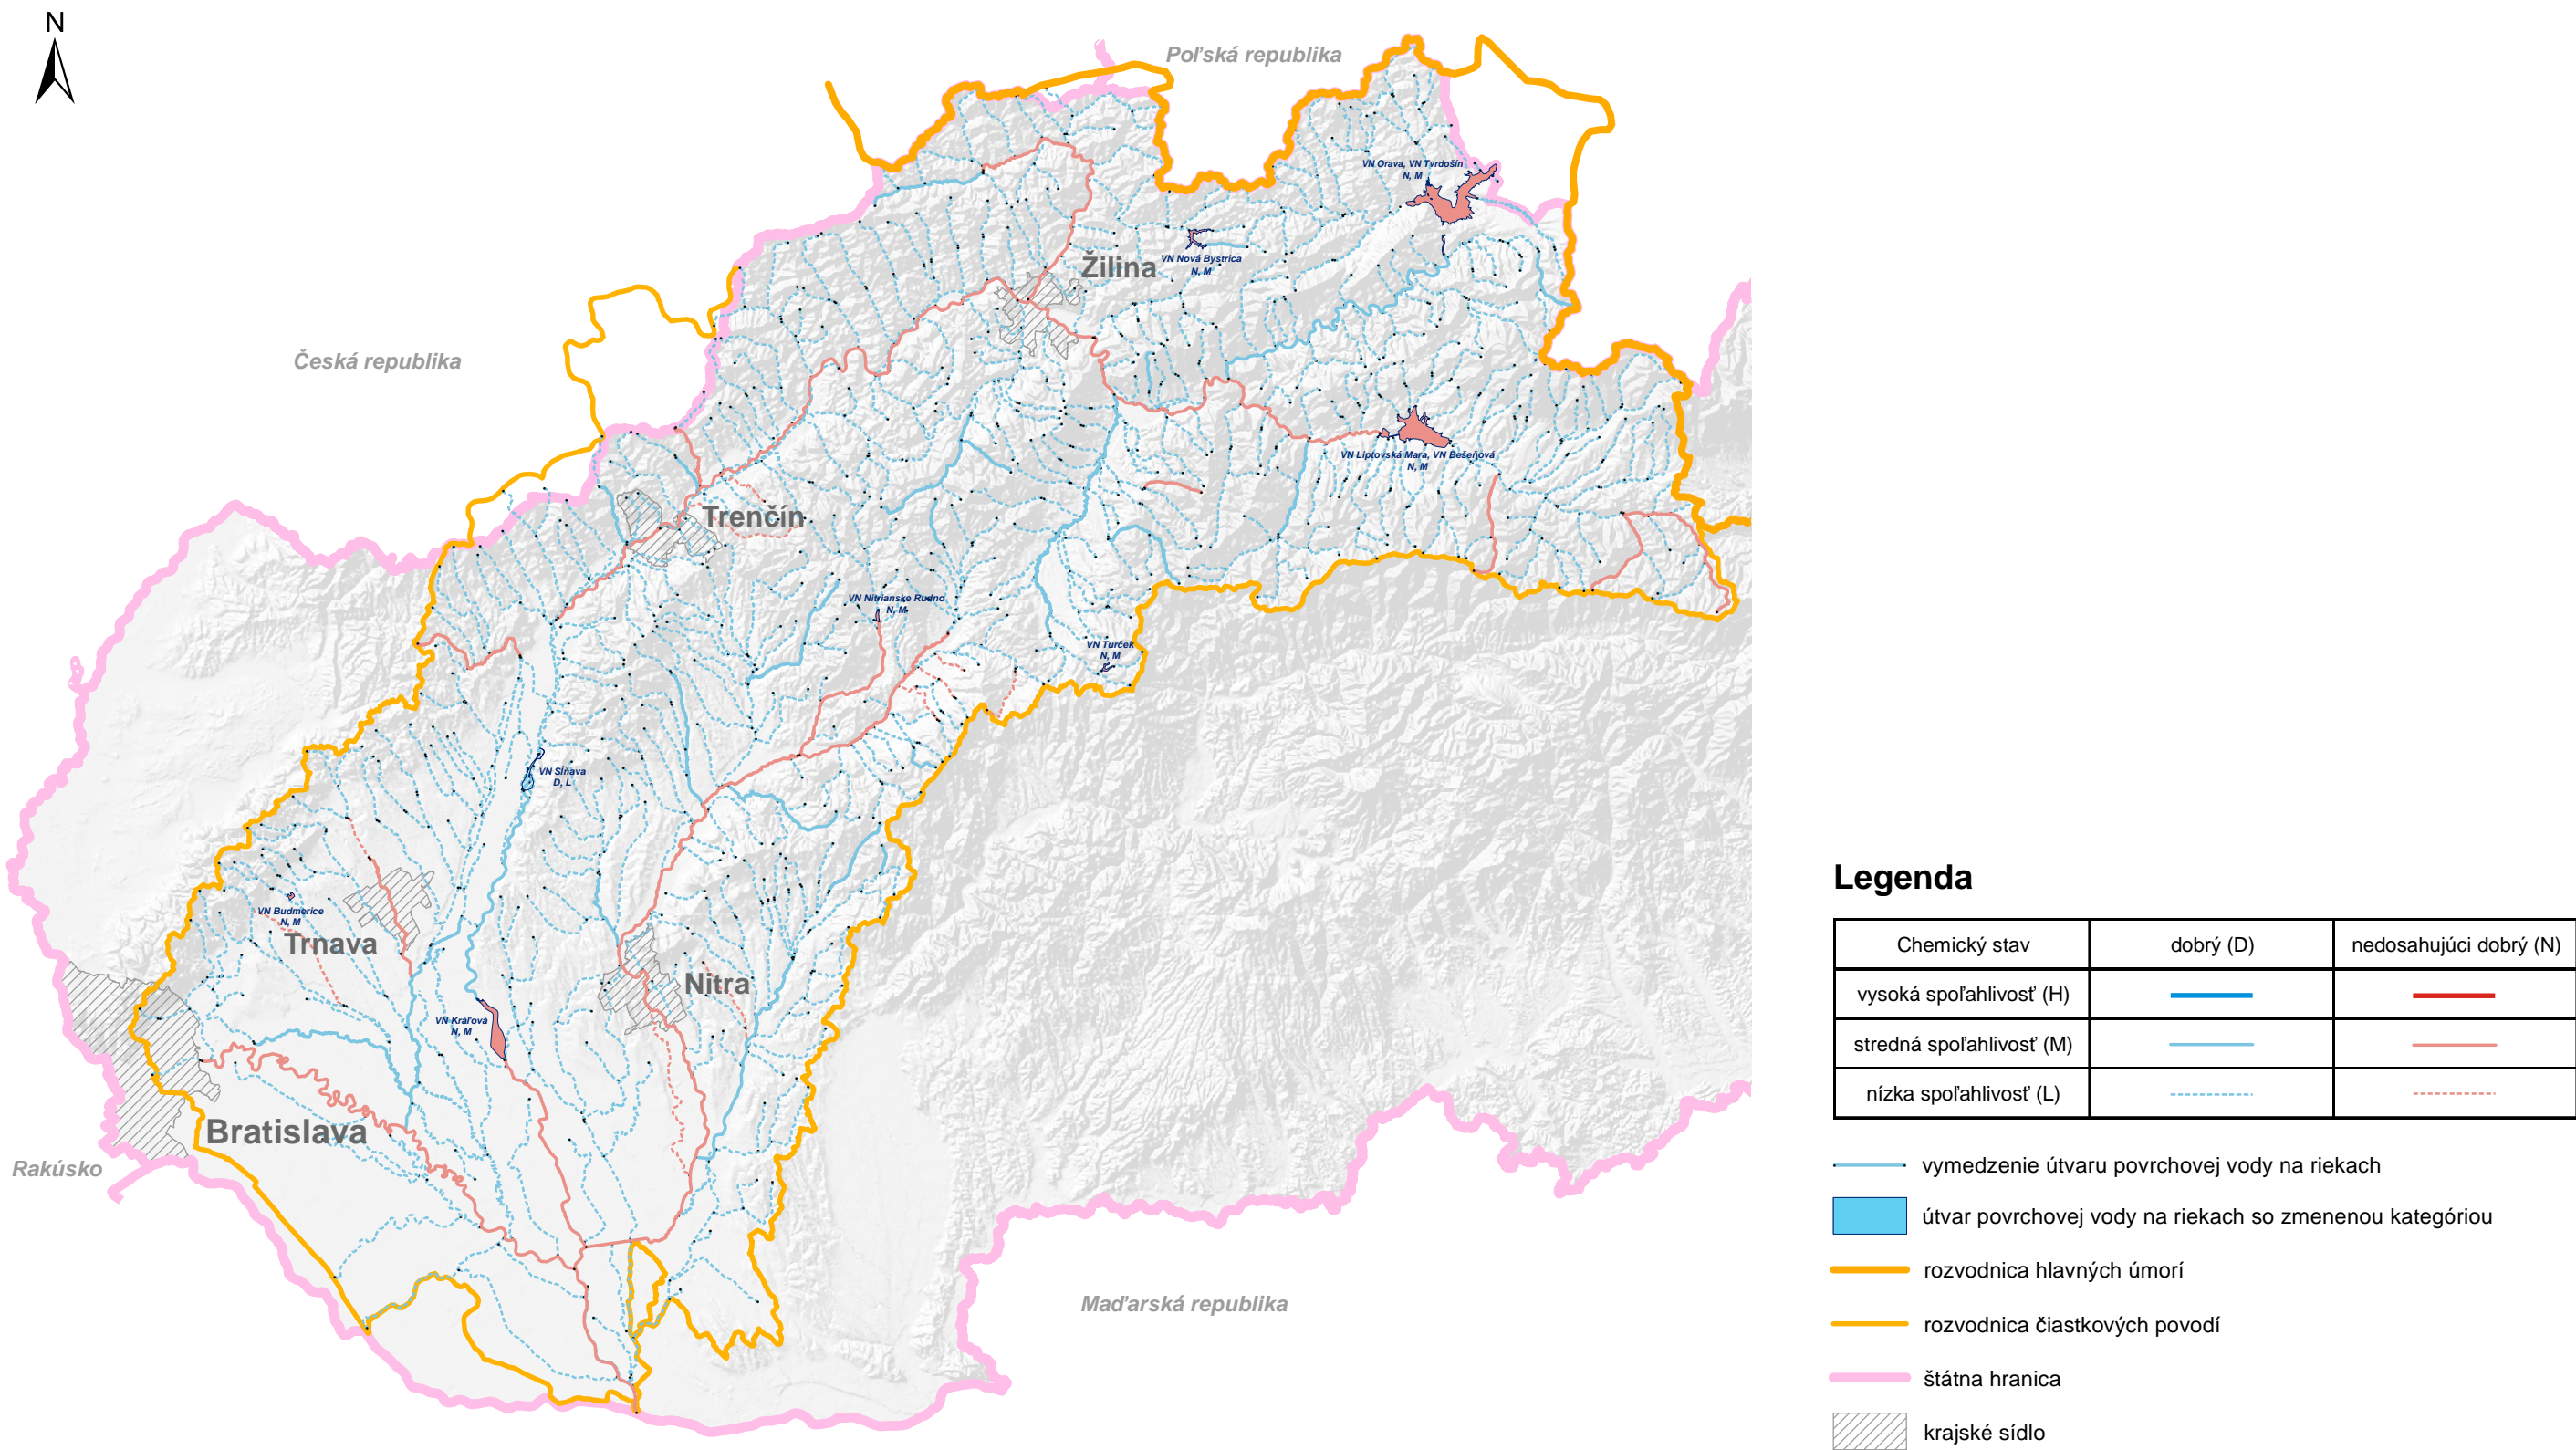 N
Poľská republika
VN Orava, VN Tvrdošín
N, M
VN Nová Bystrica
N, M
Žilina
Česká republika
VN Liptovská Mara, VN Bešeňová
N, M
Trenčín
VN Nitrianske Rudno
N, M
VN Turček
N, M
VN Sĺňava
D, L
VN Budmerice
N, M
Trnava
Nitra
VN Kráľová
N, M
Bratislava
Rakúsko
Maďarská republika
Legenda
Chemický stav dobrý (D) nedosahujúci dobrý (N)
vysoká spoľahlivosť (H)
stredná spoľahlivosť (M)
nízka spoľahlivosť (L)
vymedzenie útvaru povrchovej vody na riekach
útvar povrchovej vody na riekach so zmenenou kategóriou
rozvodnica hlavných úmorí
rozvodnica čiastkových povodí
štátna hranica
krajské sídlo